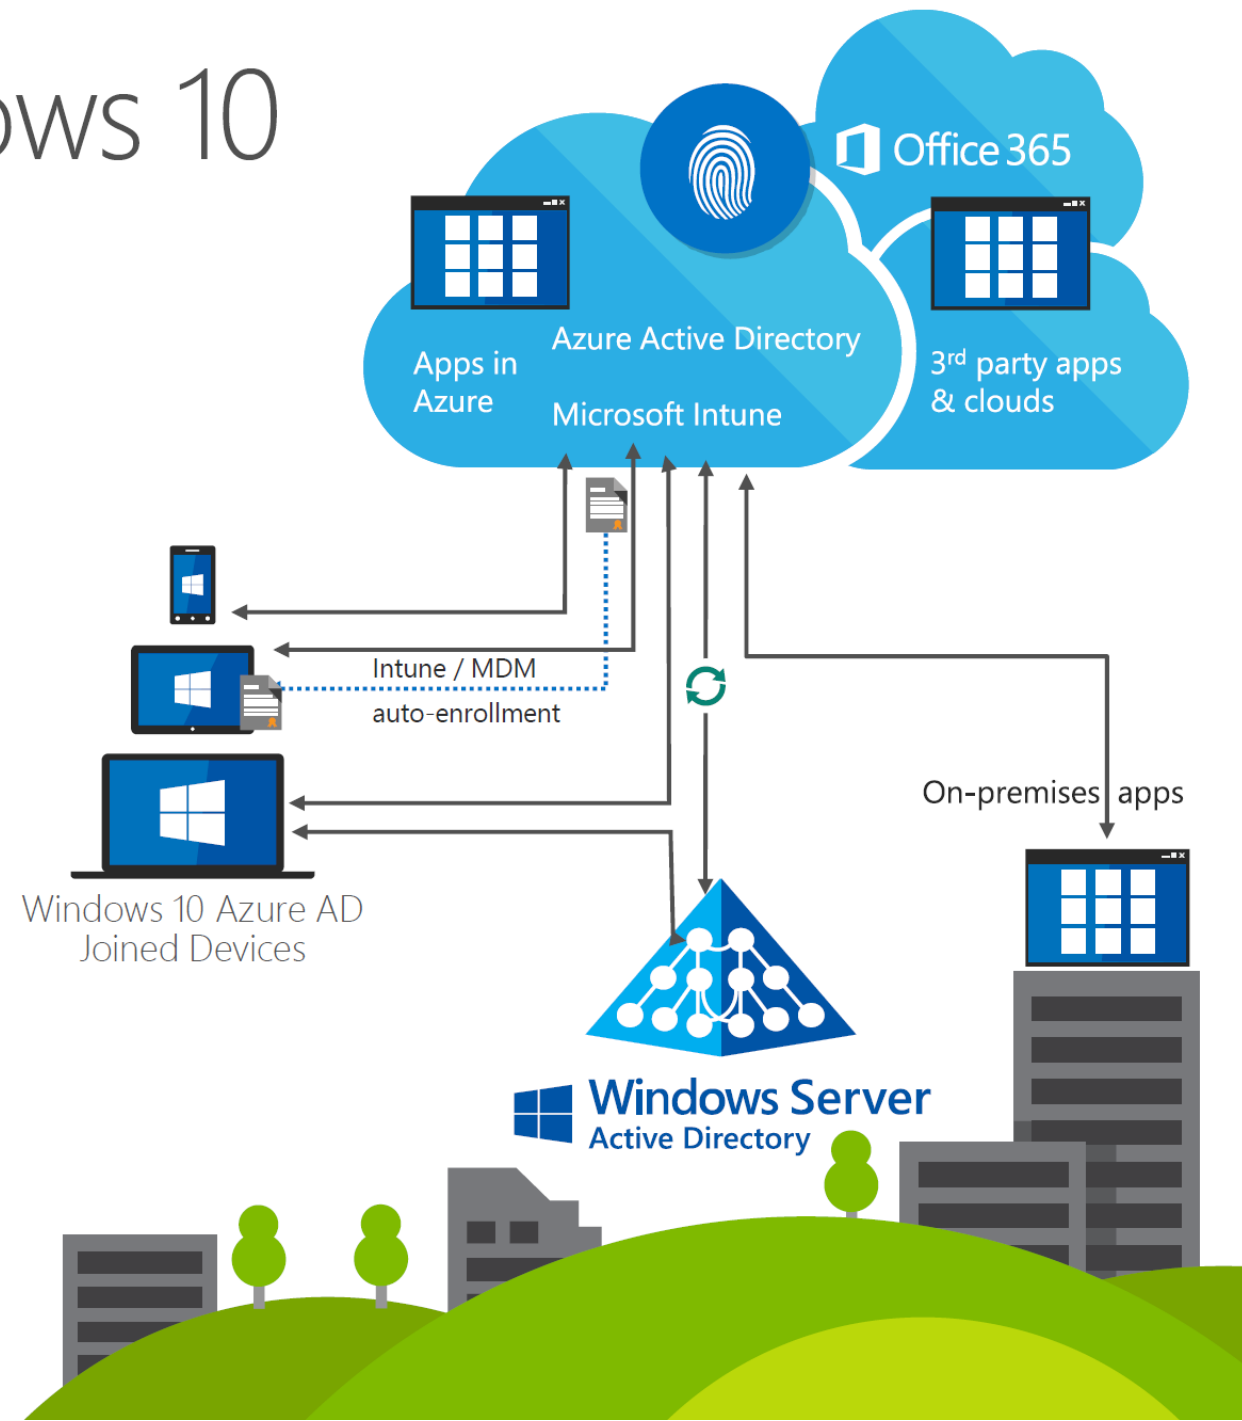 ows 10
Office 365
Azure Active Directory
Apps in
Azure
Microsoft Intune
3rd party apps
& clouds
Intune / MDM
auto-enrollment
On-premises apps
Windows 10 Azure AD
Joined Devices
Windows Server
Active Directory